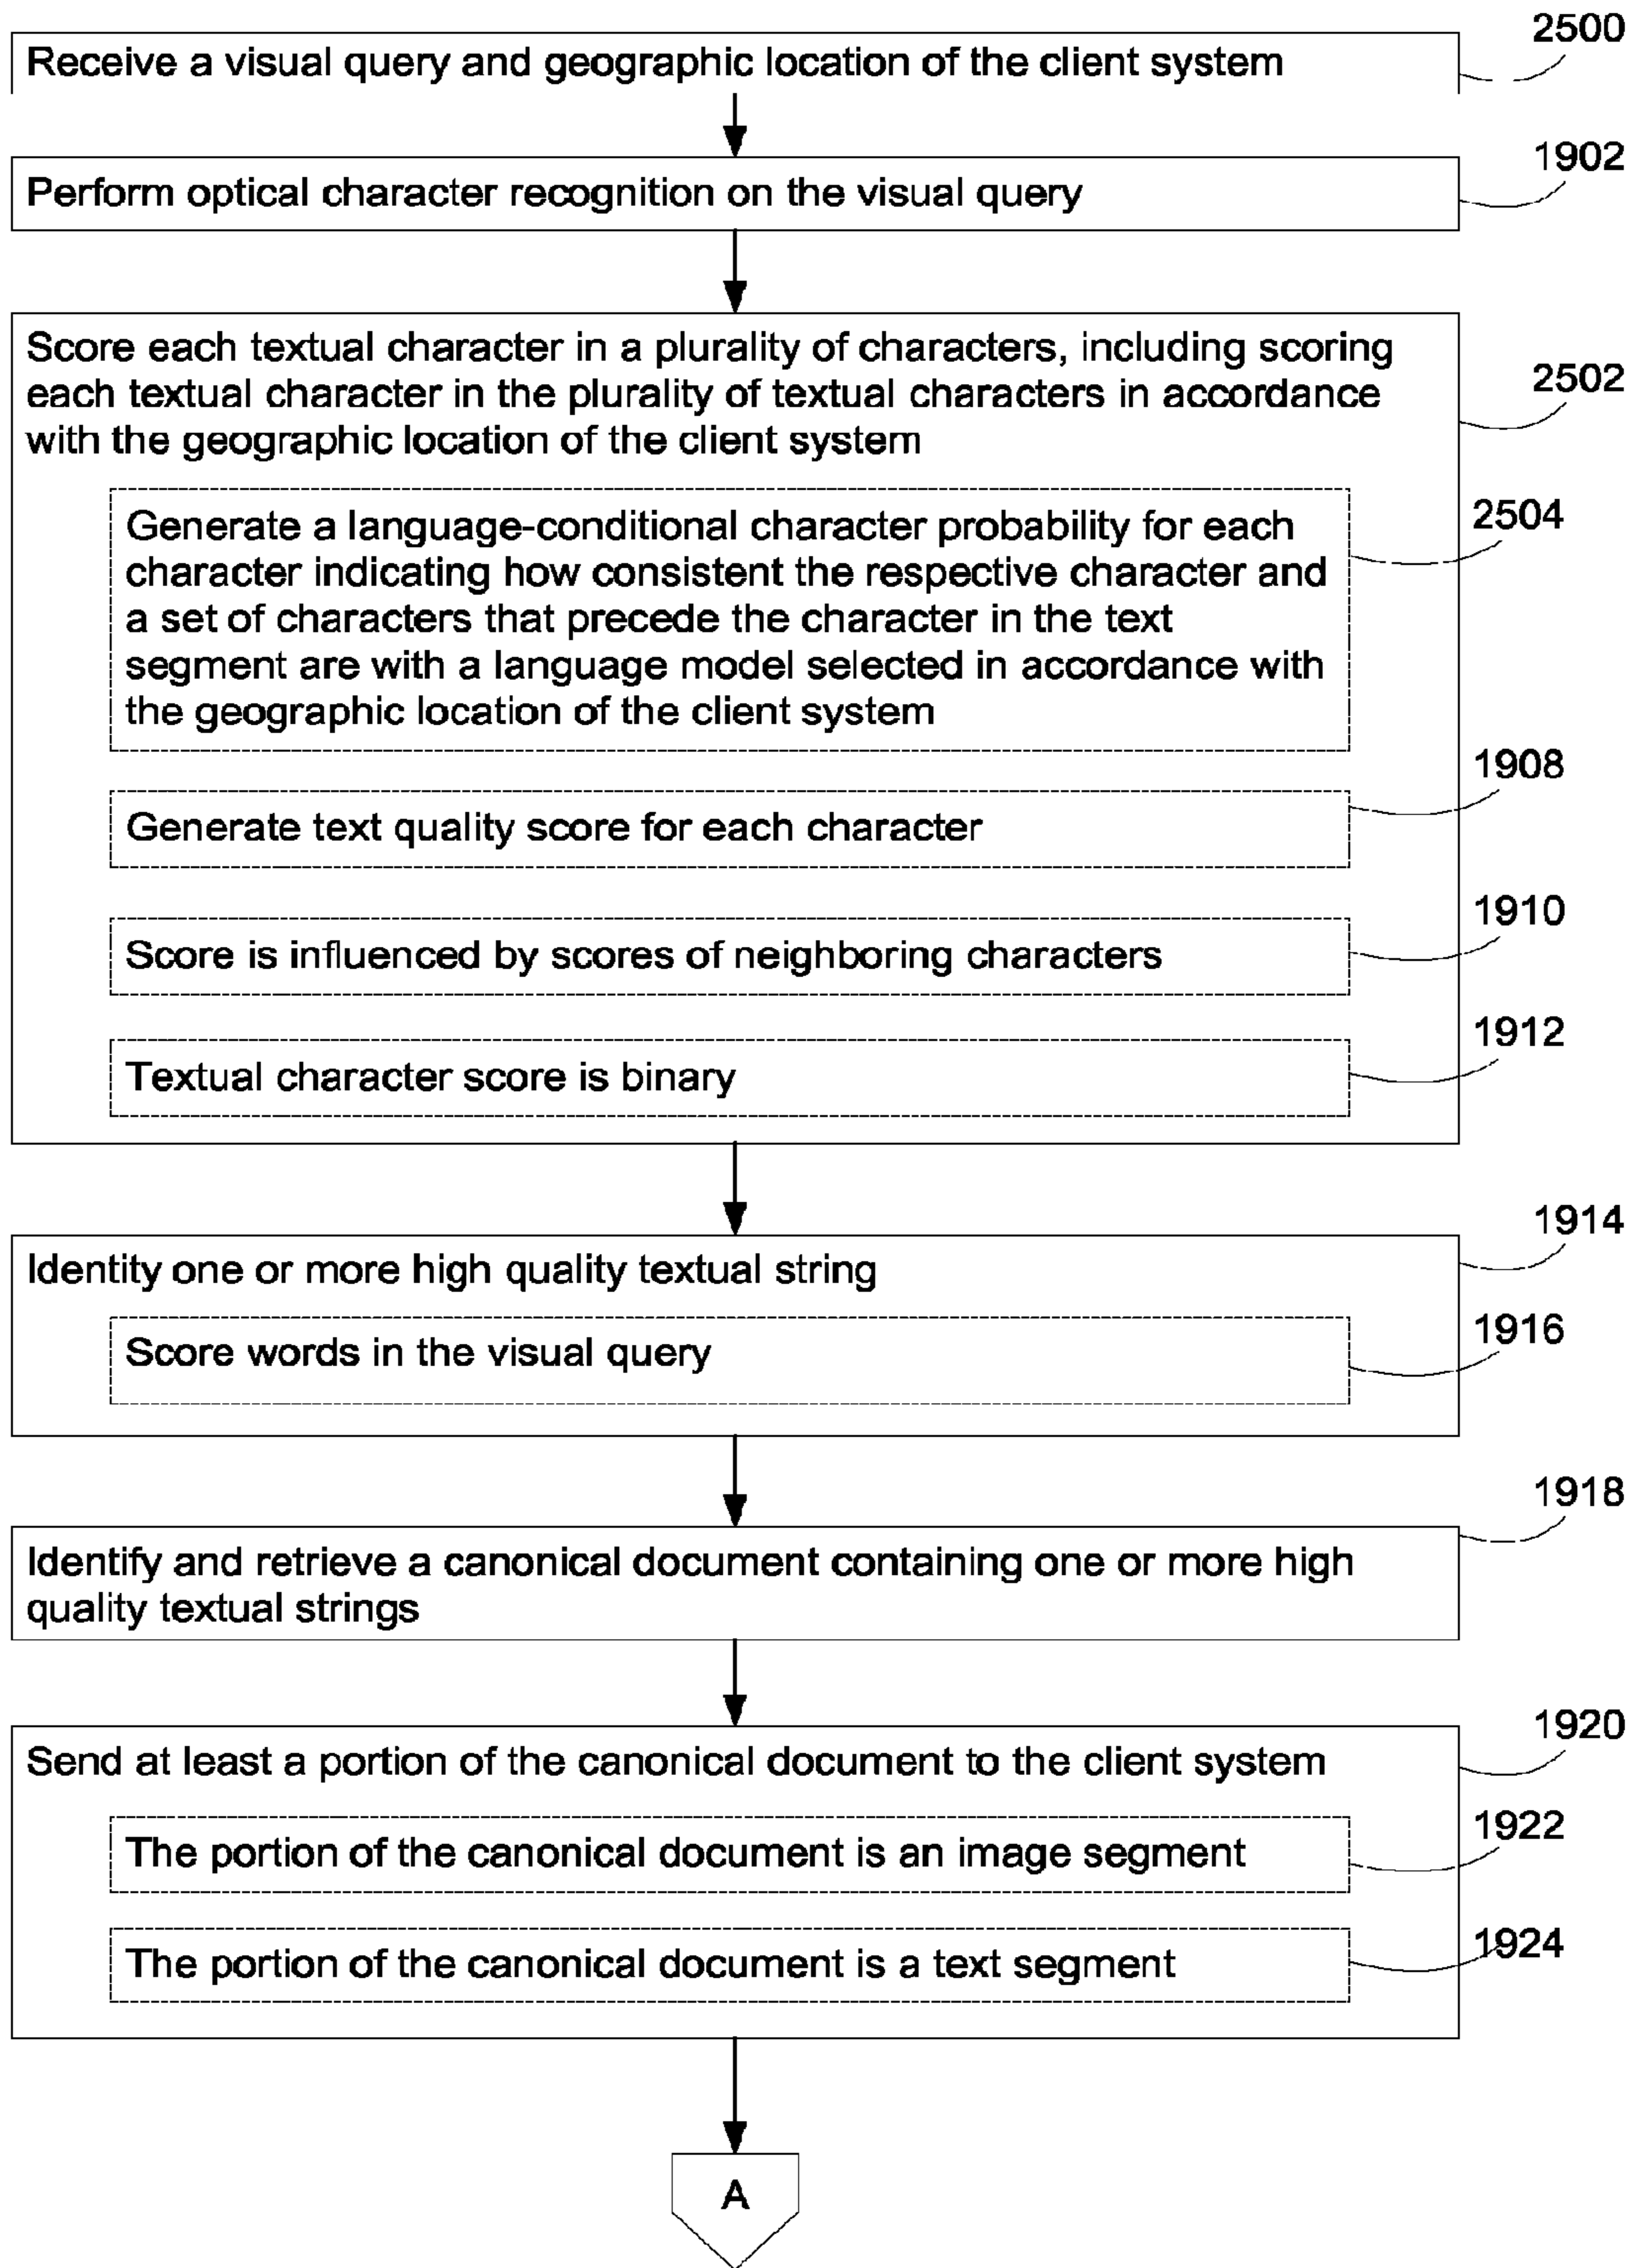 2500
Receive a visual query and geographic location of the client system
1902
Perform optical character recognition on the visual query
Score each textual character in a plurality of characters, including scoring
each textual character in the plurality of textual characters in accordance
with the geographic location of the client system
2502
Generate a language-conditional character probability for each
character indicating how consistent the respective character and
a set of characters that precede the character in the text
segment are with a language model selected in accordance with
the geographic location of the client system
2504
1908
Generate text quality score for each character
1910
Score is influenced by scores of neighboring characters
1912
Textual character score is binary
1914
Identity one or more high quality textual string
1916
Score words in the visual query
1918
Identify and retrieve a canonical document containing one or more high
quality textual strings
1920
Send at least a portion of the canonical document to the client system
1922
The portion of the canonical document is an image segment
1924
The portion of the canonical document is a text segment
A